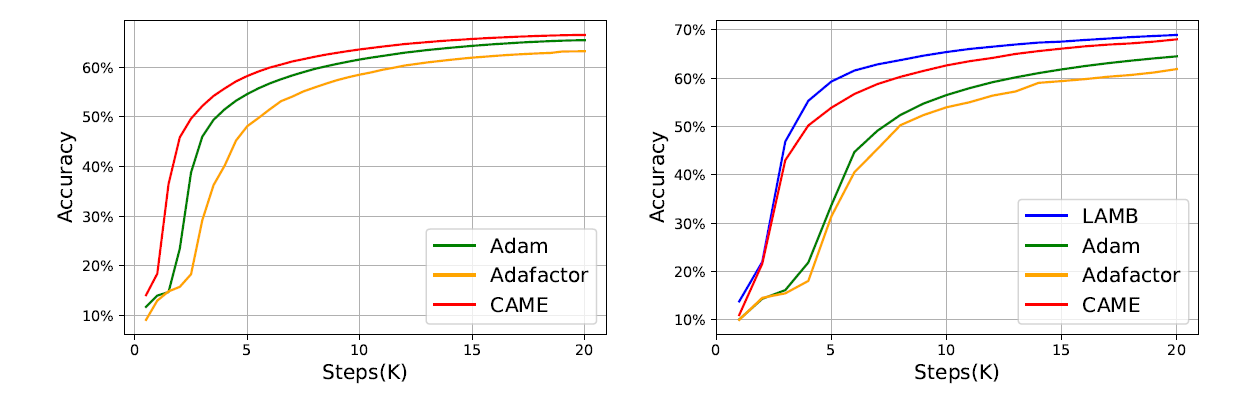 60%
50%
40%
30%
20%
10%
Accuracy
0 5 10 15 20
Steps(K)
Adam
Adafactor
CAME
70%
60%
50%
40%
30%
20%
10%
Accuracy
0 5 10 15 20
Steps(K)
LAMB
Adam
Adafactor
CAME